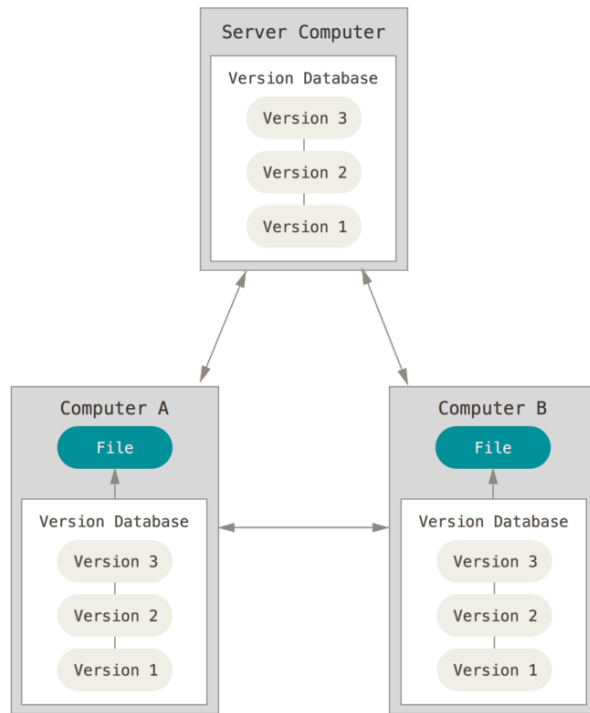 Server Computer
Version Database
Version 3
Version 2
Version 1
Computer A
File
Version Database
Version 3
Version 2
Version 1
Computer B
File
Version Database
Version 3
Version 2
Version 1